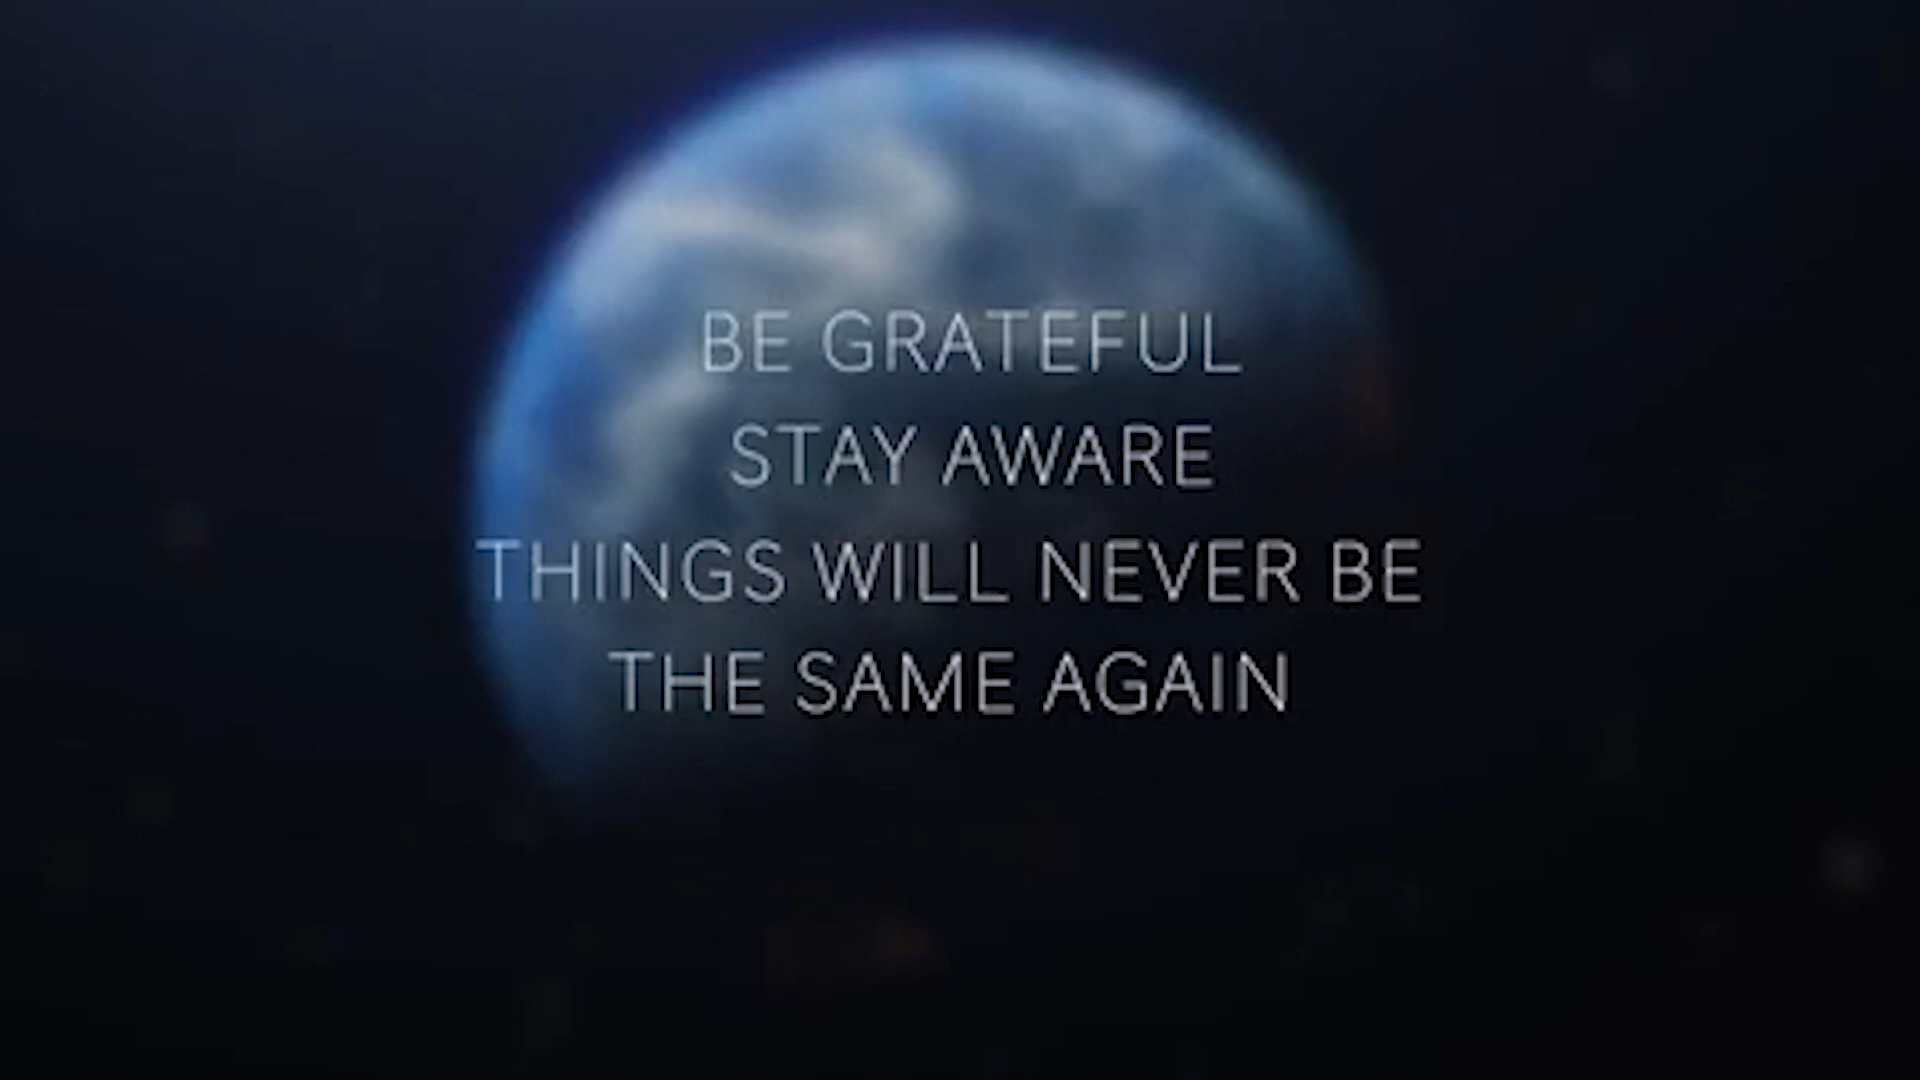 BE GRATEFUL
STAY AWARE
THINGS WILL NEVER BE
THE SAME AGAIN